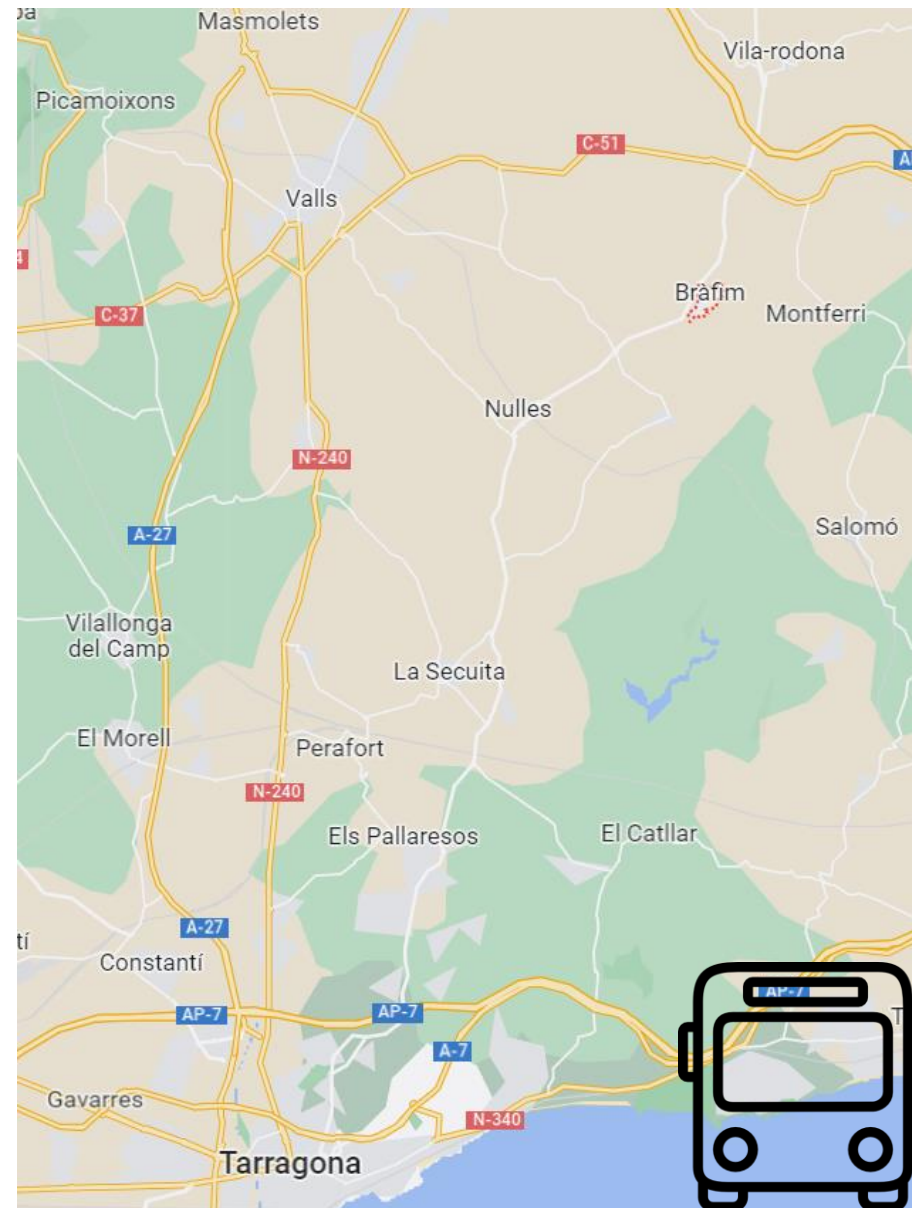 Masmolets
Vila-rodona
Picamoixons
C-51
Valls
Bràfim
C-37
Montferri
Nulles
N-240
A-27
Salomó
Vilallonga
del Camp
La Secuita
El Morell
Perafort
N-240
Els Pallaresos
El Catllar
A-27
Constantí
AP-7
AP-7
AP-7
A-7
Gavarres
N-340
Tarragona